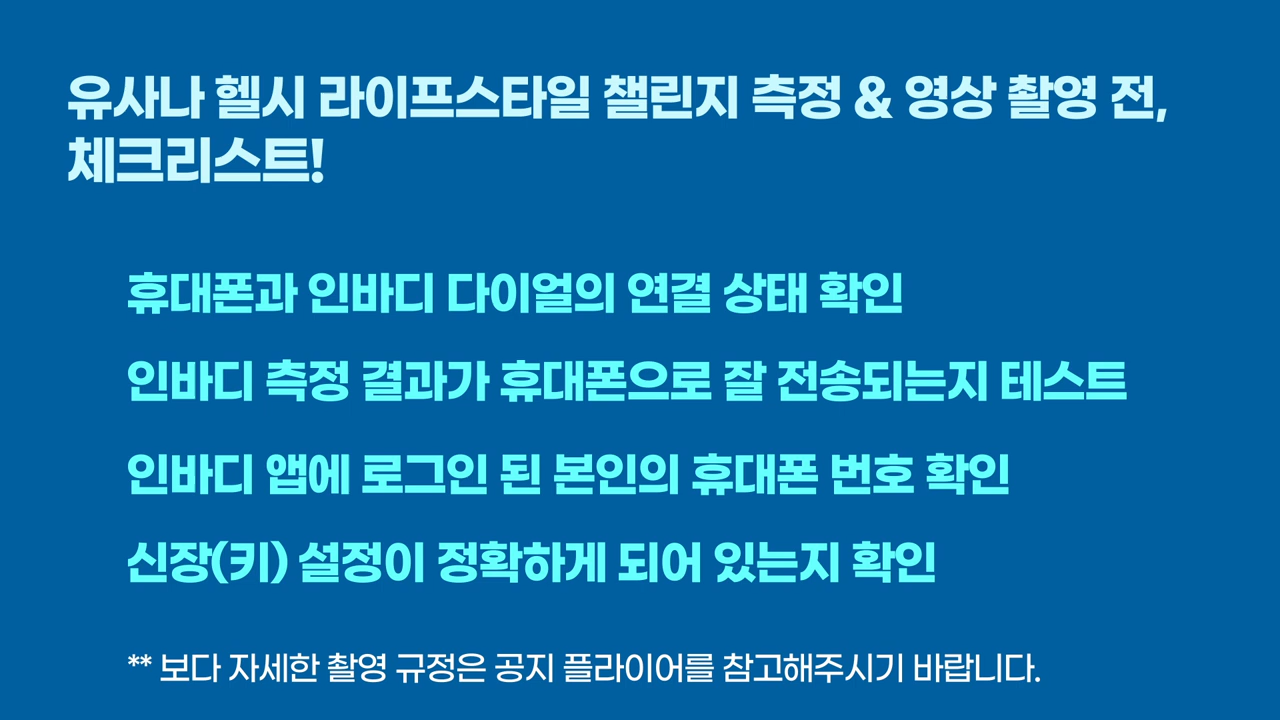 유사나 헬시 라이프스타일 챌린지 측정 & 영상 촬영 전,
체크리스트!
휴대폰과 인바디 다이얼의 연결 상태 확인
인바디 측정 결과가 휴대폰으로 잘 전송되는지 테스트
인바디 앱에 로그인 된 본인의 휴대폰 번호 확인
신장(키) 설정이 정확하게 되어 있는지 확인
** 보다 자세한 촬영 규정은 공지 플라이어를 참고해주시기 바랍니다.